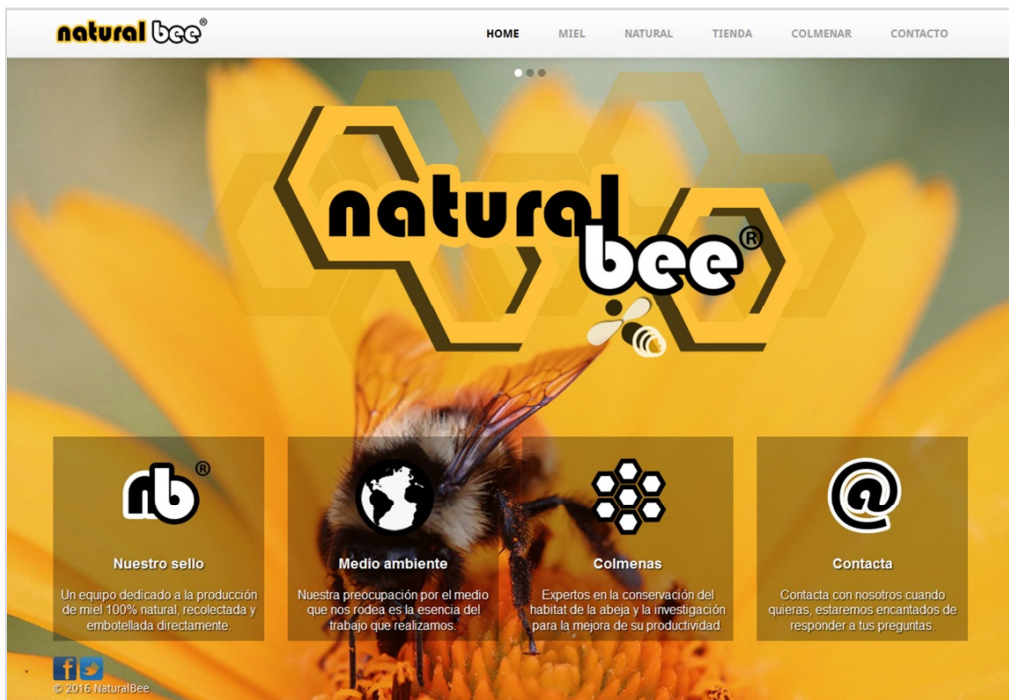 natural bee®
HOME MIEL NATURAL TIENDA COLMENAR CONTACTO
natural
bee®
nb®
Nuestro sello
Un equipo dedicado a la producción
de miel 100% natural, recolectada y
embotellada directamente.
Medio ambiente
Nuestra preocupación por el medio
que nos rodea es la esencia del
trabajo que realizamos.
Colmenas
Expertos en la conservación del
habitat de la abeja y la investigación
para la mejora de su productividad.
@
Contacta
Contacta con nosotros cuando
quieras, estaremos encantados de
responder a tus preguntas.
f
© 2016 NaturalBee